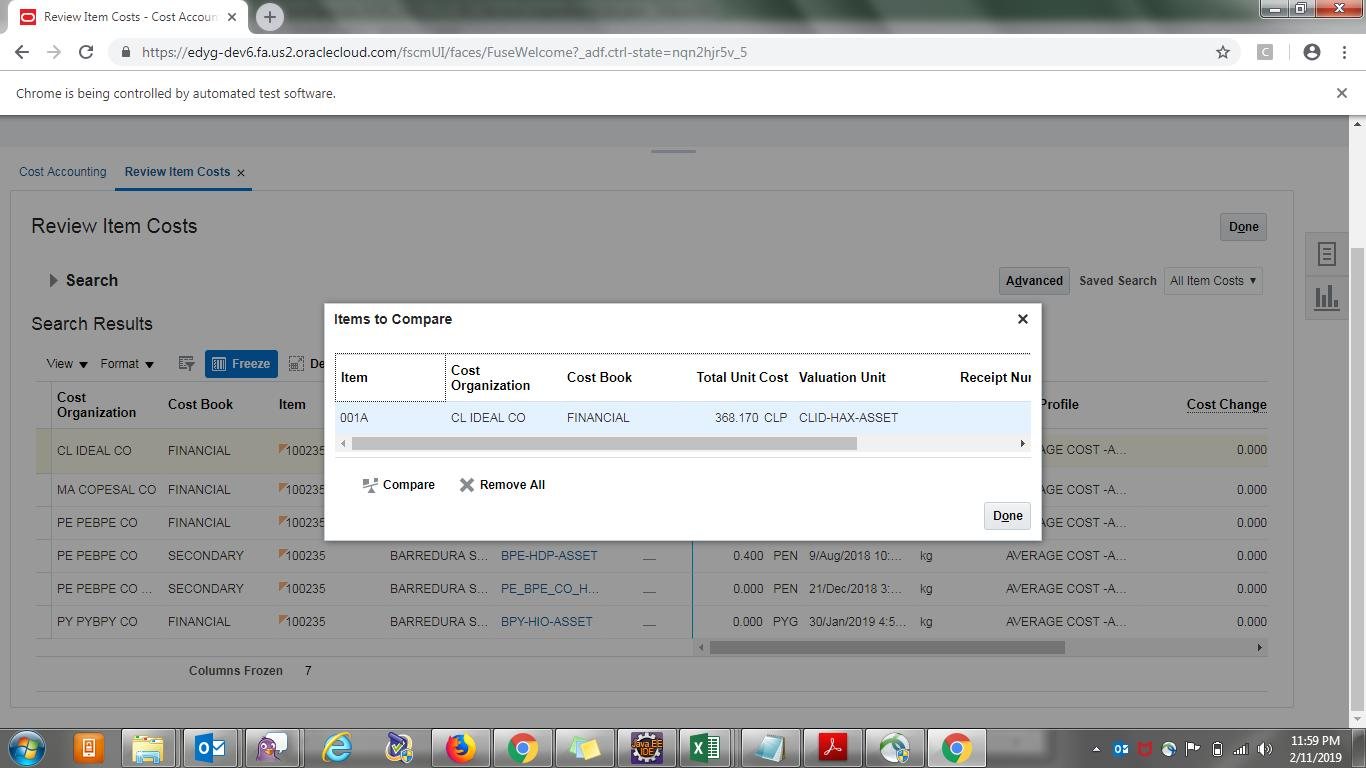 Review Item Costs - Cost Accoun
https://edyg-dev6.fa.us2.oraclecloud.com/fscmUI/faces/FuseWelcome?_adf.ctrl-state=nqn2hjr5v_5
C
Chrome is being controlled by automated test software.
Cost Accounting Review Item Costs
Review Item Costs
Done
Search
Advanced Saved Search All Item Costs
Search Results
View Format Freeze De
Cost Organization Cost Book Item Profile Cost Change
CL IDEAL CO FINANCIAL 100235 AGE COST -A... 0.000
MA COPESAL CO FINANCIAL 100235 AGE COST -A... 0.000
PE PEBPE CO FINANCIAL 100235 AGE COST -A... 0.000
PE PEBPE CO SECONDARY 100235 BARREDURA S... BPE-HDP-ASSET 0.400 PEN 9/Aug/2018 10:... kg AVERAGE COST -A... 0.000
PE PEBPE CO ... SECONDARY 100235 BARREDURA S... PE_BPE_CO_H... 0.000 PEN 21/Dec/2018 3:... kg AVERAGE COST -A... 0.000
PY PYBPY CO FINANCIAL 100235 BARREDURA S... BPY-HIO-ASSET 0.000 PYG 30/Jan/2019 4:5... kg AVERAGE COST -A... 0.000
Columns Frozen 7
Items to Compare
Item Cost Organization Cost Book Total Unit Cost Valuation Unit Receipt Nur
001A CL IDEAL CO FINANCIAL 368.170 CLP CLID-HAX-ASSET
Compare Remove All
Done
Java EE
IDE
11:59 PM
2/11/2019